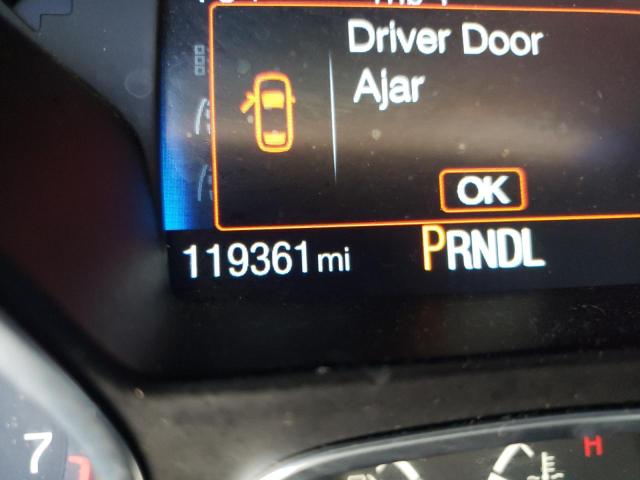 Driver Door
Ajar
OK
119361 mi PRNDL
7
H